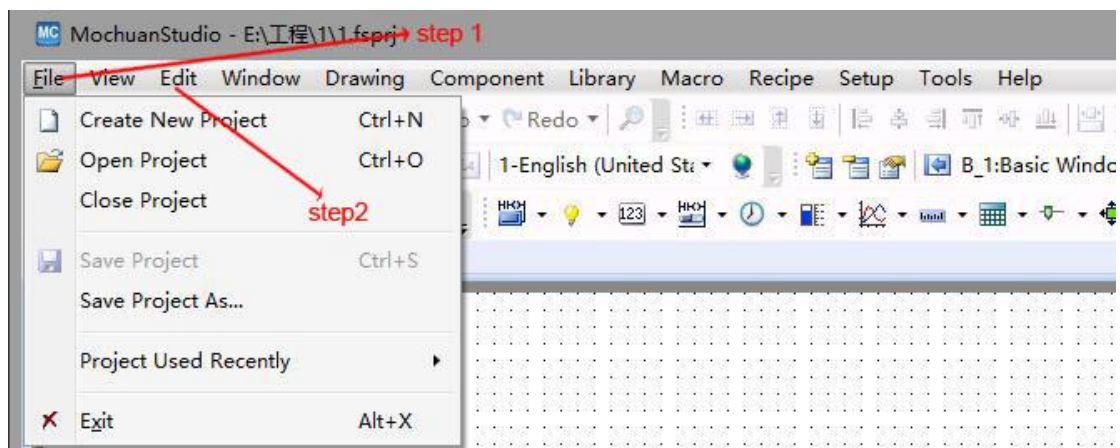 MC MochuanStudio - E:\工程\1\1.fsprj step 1
File View Edit Window Drawing Component Library Macro Recipe Setup Tools Help
Create New Project Ctrl+N Redo
Open Project Ctrl+O 1-English (United Sta B_1:Basic Windo
Close Project
step2
123
Save Project Ctrl+S
Save Project As...
Project Used Recently
Exit Alt+X